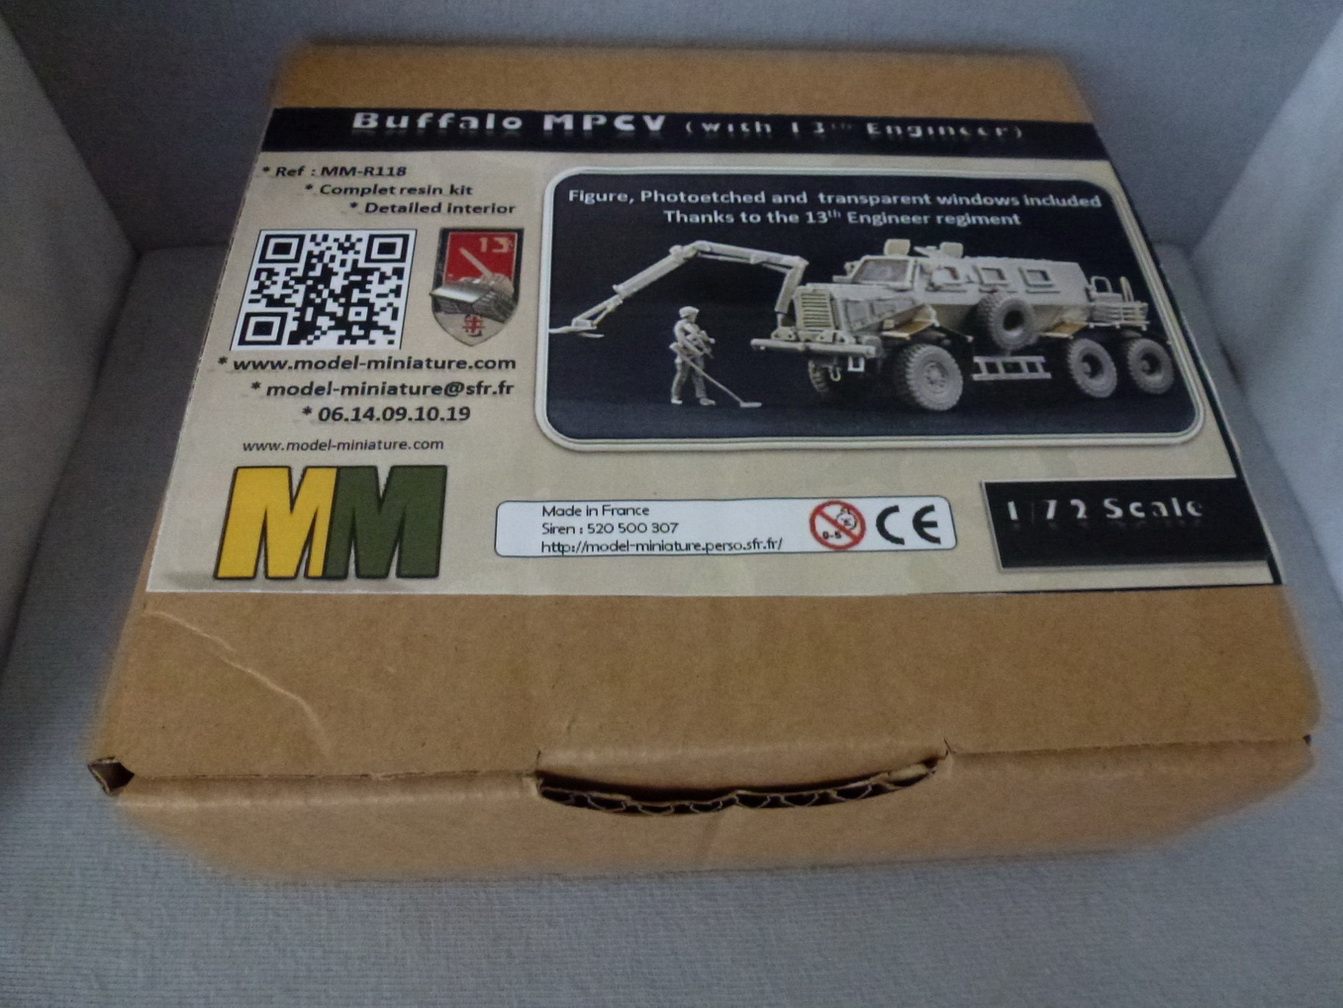 Buffalo MPCV (with 13th Engineer)
* Ref : MM-R118
* Complet resin kit
* Detailed interior
13
* www.model-miniature.com
* model-miniature@sfr.fr
* 06.14.09.10.19
www.model-miniature.com
MM
Figure, Photoetched and transparent windows included
Thanks to the 13th Engineer regiment
Made in France
Siren : 520 500 307
http://model-miniature.perso.sfr.fr/
0-3
CE
1/72 Scale